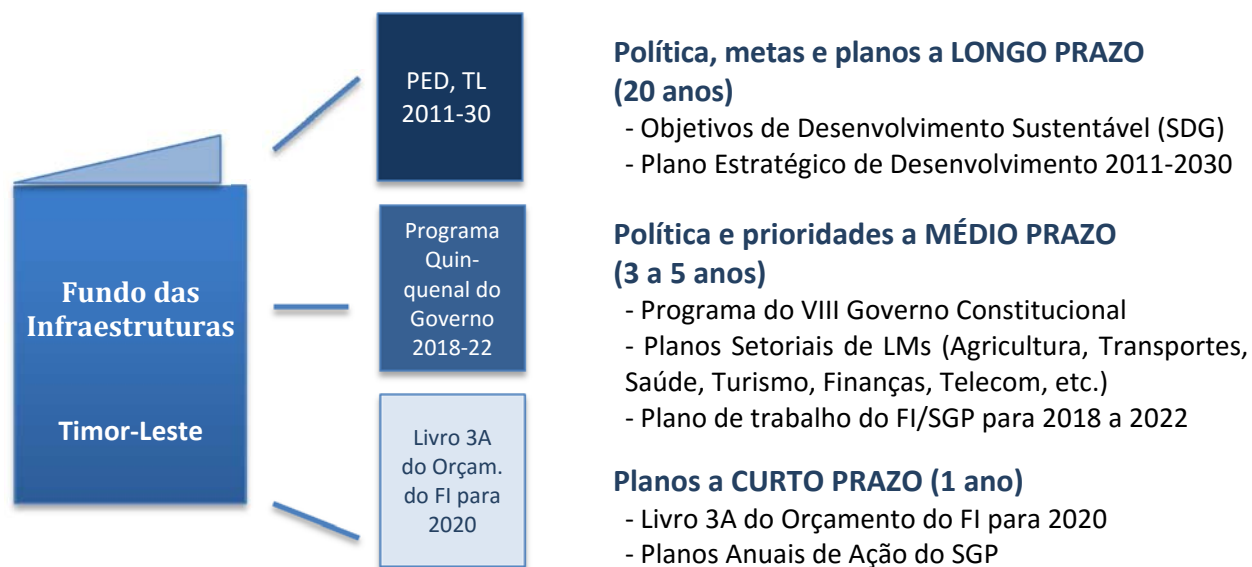 Fundo das
Infraestruturas
Timor-Leste
PED, TL
2011-30
Programa
Quin-
quenal do
Governo
2018-22
Livro 3A
do Orçam.
do FI para
2020
Política, metas e planos a LONGO PRAZO
(20 anos)
- Objetivos de Desenvolvimento Sustentável (SDG)
- Plano Estratégico de Desenvolvimento 2011-2030
Política e prioridades a MÉDIO PRAZO
(3 a 5 anos)
- Programa do VIII Governo Constitucional
- Planos Setoriais de LMs (Agricultura, Transportes,
Saúde, Turismo, Finanças, Telecom, etc.)
- Plano de trabalho do FI/SGP para 2018 a 2022
Planos a CURTO PRAZO (1 ano)
- Livro 3A do Orçamento do FI para 2020
- Planos Anuais de Ação do SGP